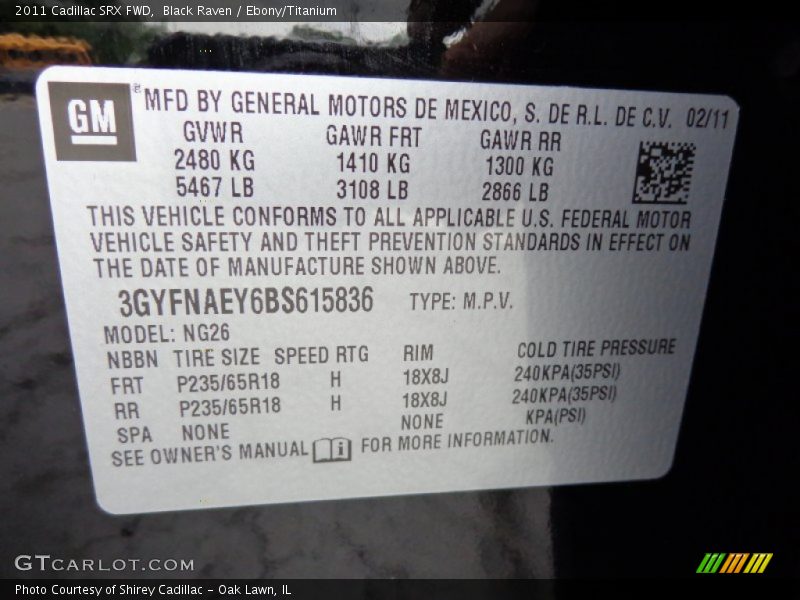 2011 Cadillac SRX FWD,  Black Raven / Ebony/Titanium
GM
® MFD BY GENERAL MOTORS DE MEXICO, S. DE R.L. DE C.V. 02/11
GVWR GAWR FRT GAWR RR
2480 KG 1410 KG 1300 KG
5467 LB 3108 LB 2866 LB
THIS VEHICLE CONFORMS TO ALL APPLICABLE U.S. FEDERAL MOTOR
VEHICLE SAFETY AND THEFT PREVENTION STANDARDS IN EFFECT ON
THE DATE OF MANUFACTURE SHOWN ABOVE.
3GYFNAEY6BS615836 TYPE: M.P.V.
MODEL: NG26
NBBN TIRE SIZE SPEED RTG RIM COLD TIRE PRESSURE
FRT P235/65R18 H 18X8J 240KPA(35PSI)
RR P235/65R18 H 18X8J 240KPA(35PSI)
SPA NONE NONE KPA(PSI)
SEE OWNER'S MANUAL i FOR MORE INFORMATION.
GTCARLOT.COM
Photo Courtesy of Shirey Cadillac - Oak Lawn, IL